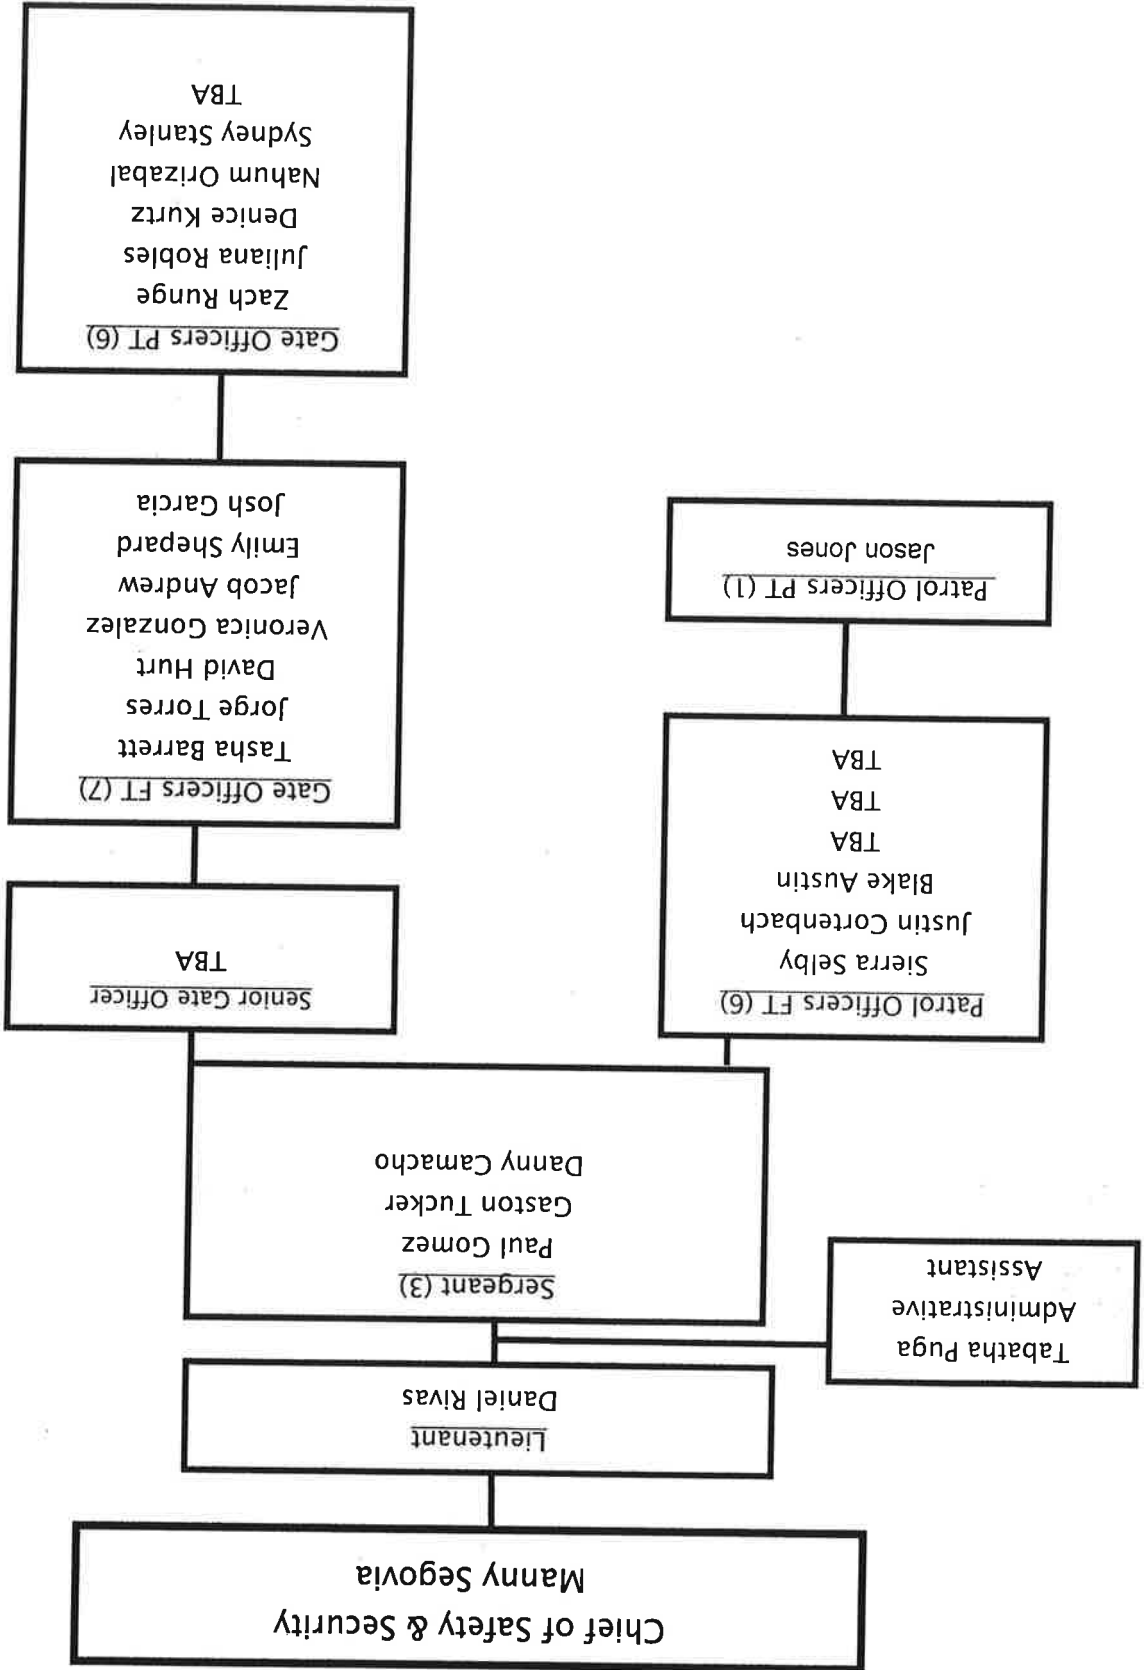 Chief of Safety & Security
Manny Segovia
Lieutenant
Daniel Rivas
Tabatha Puga
Administrative
Assistant
Sergeant (3)
Paul Gomez
Gaston Tucker
Danny Camacho
Patrol Officers FT (6)
Sierra Selby
Justin Cortenbach
Blake Austin
TBA
TBA
TBA
Patrol Officers PT (1)
Jason Jones
Senior Gate Officer
TBA
Gate Officers FT (7)
Tasha Barrett
Jorge Torres
David Hurt
Veronica Gonzalez
Jacob Andrew
Emily Shepard
Josh Garcia
Gate Officers PT (6)
Zach Runge
Juliana Robles
Denice Kurtz
Nahum Orizabal
Sydney Stanley
TBA